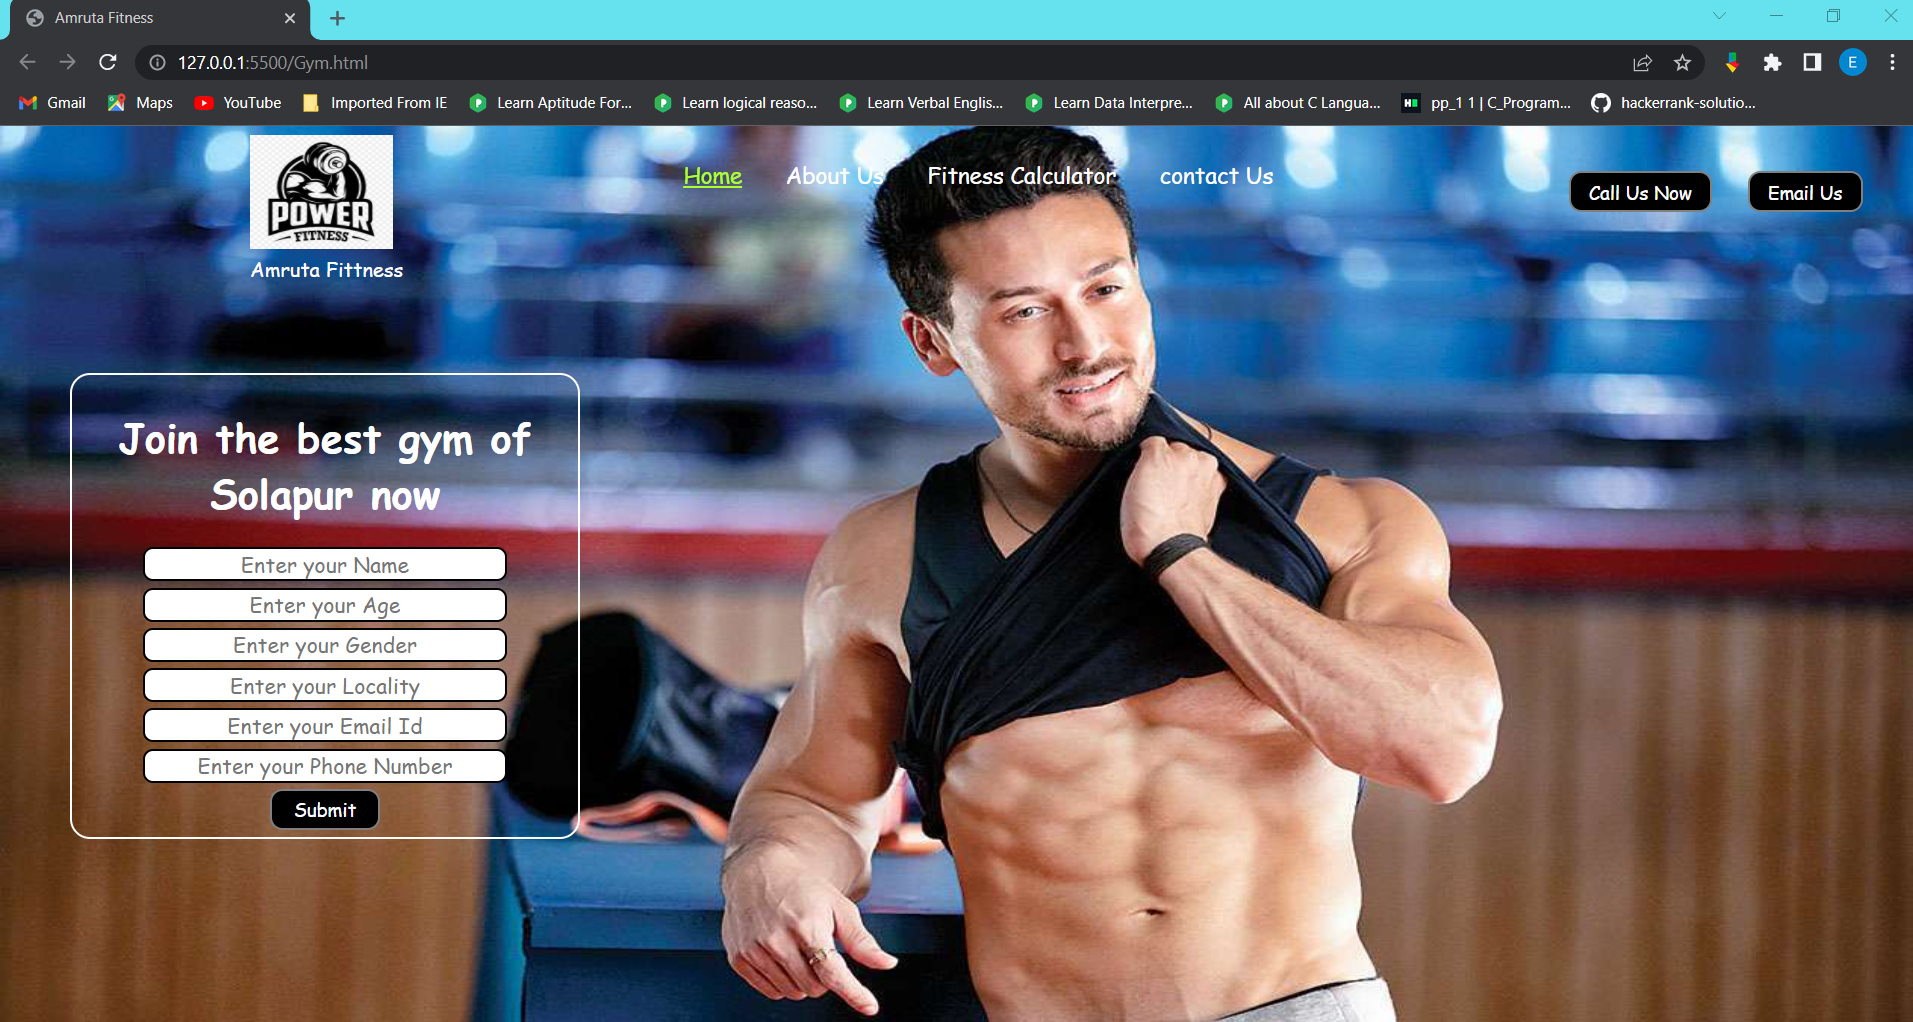 Amruta Fitness
127.0.0.1:5500/Gym.html
E
Gmail Maps YouTube Imported From IE Learn Aptitude For... Learn logical reaso... Learn Verbal Englis... Learn Data Interpre... All about C Langua... pp_1 1 | C_Program... hackerrank-solutio...
POWER
FITNESS
Amruta Fittness
Home About Us Fitness Calculator contact Us
Call Us Now Email Us
Join the best gym of
Solapur now
Enter your Name
Enter your Age
Enter your Gender
Enter your Locality
Enter your Email Id
Enter your Phone Number
Submit